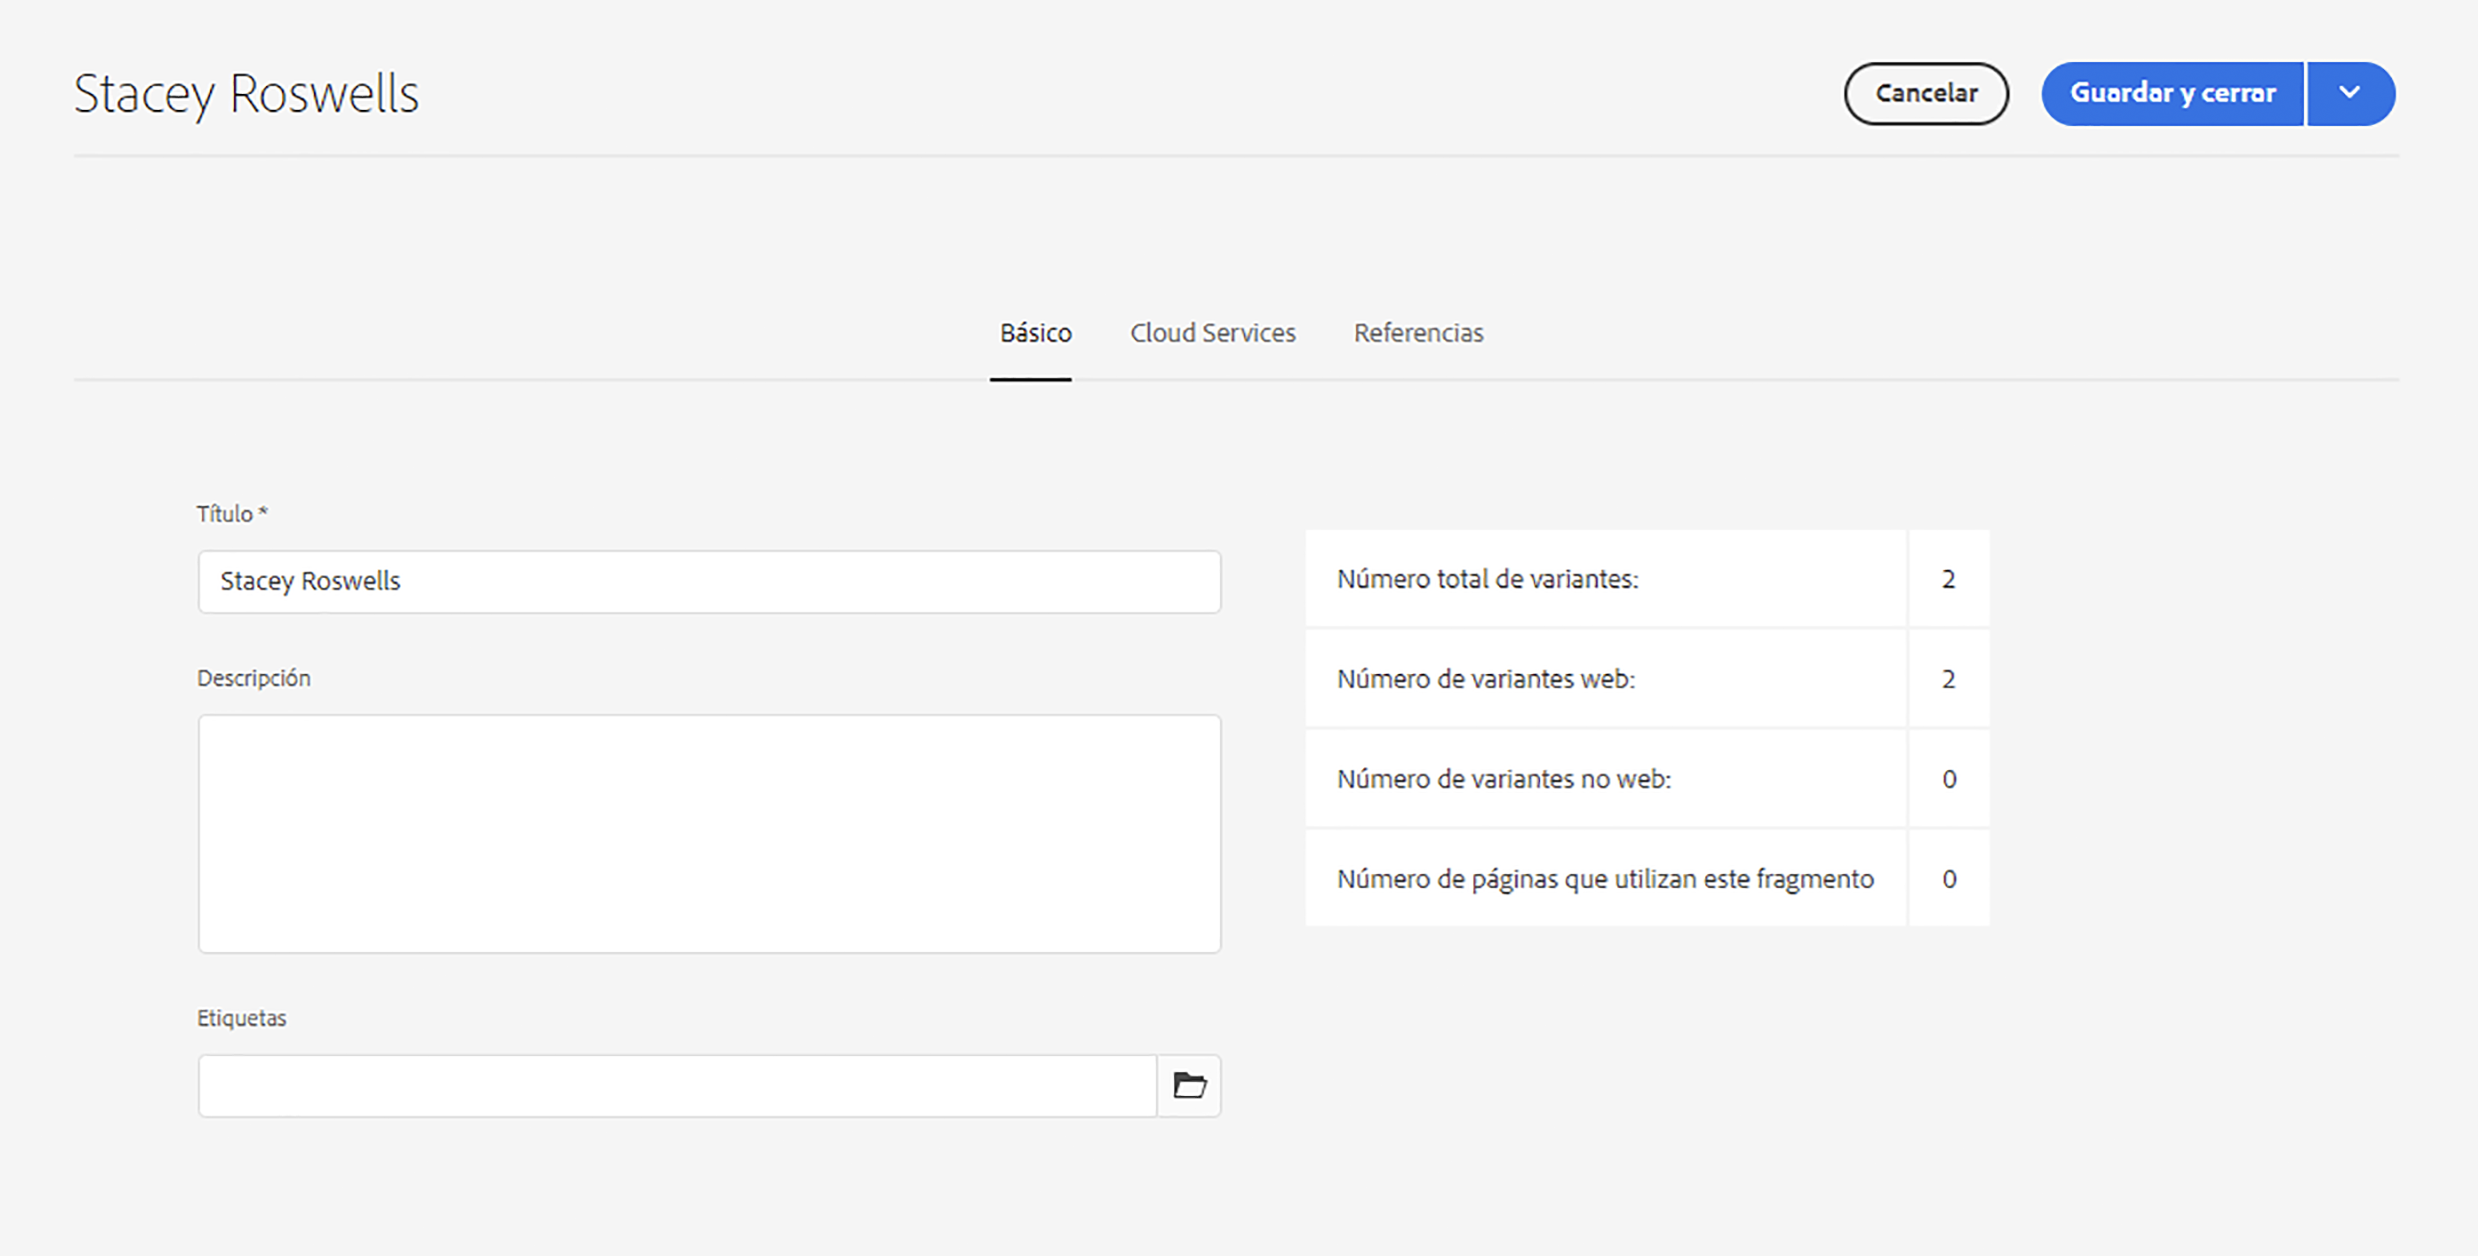 Stacey Roswells
Cancelar
Guardar y cerrar
Básico
Cloud Services
Referencias
Título *
Stacey Roswells
Descripción
Etiquetas
Número total de variantes: 2
Número de variantes web: 2
Número de variantes no web: 0
Número de páginas que utilizan este fragmento 0